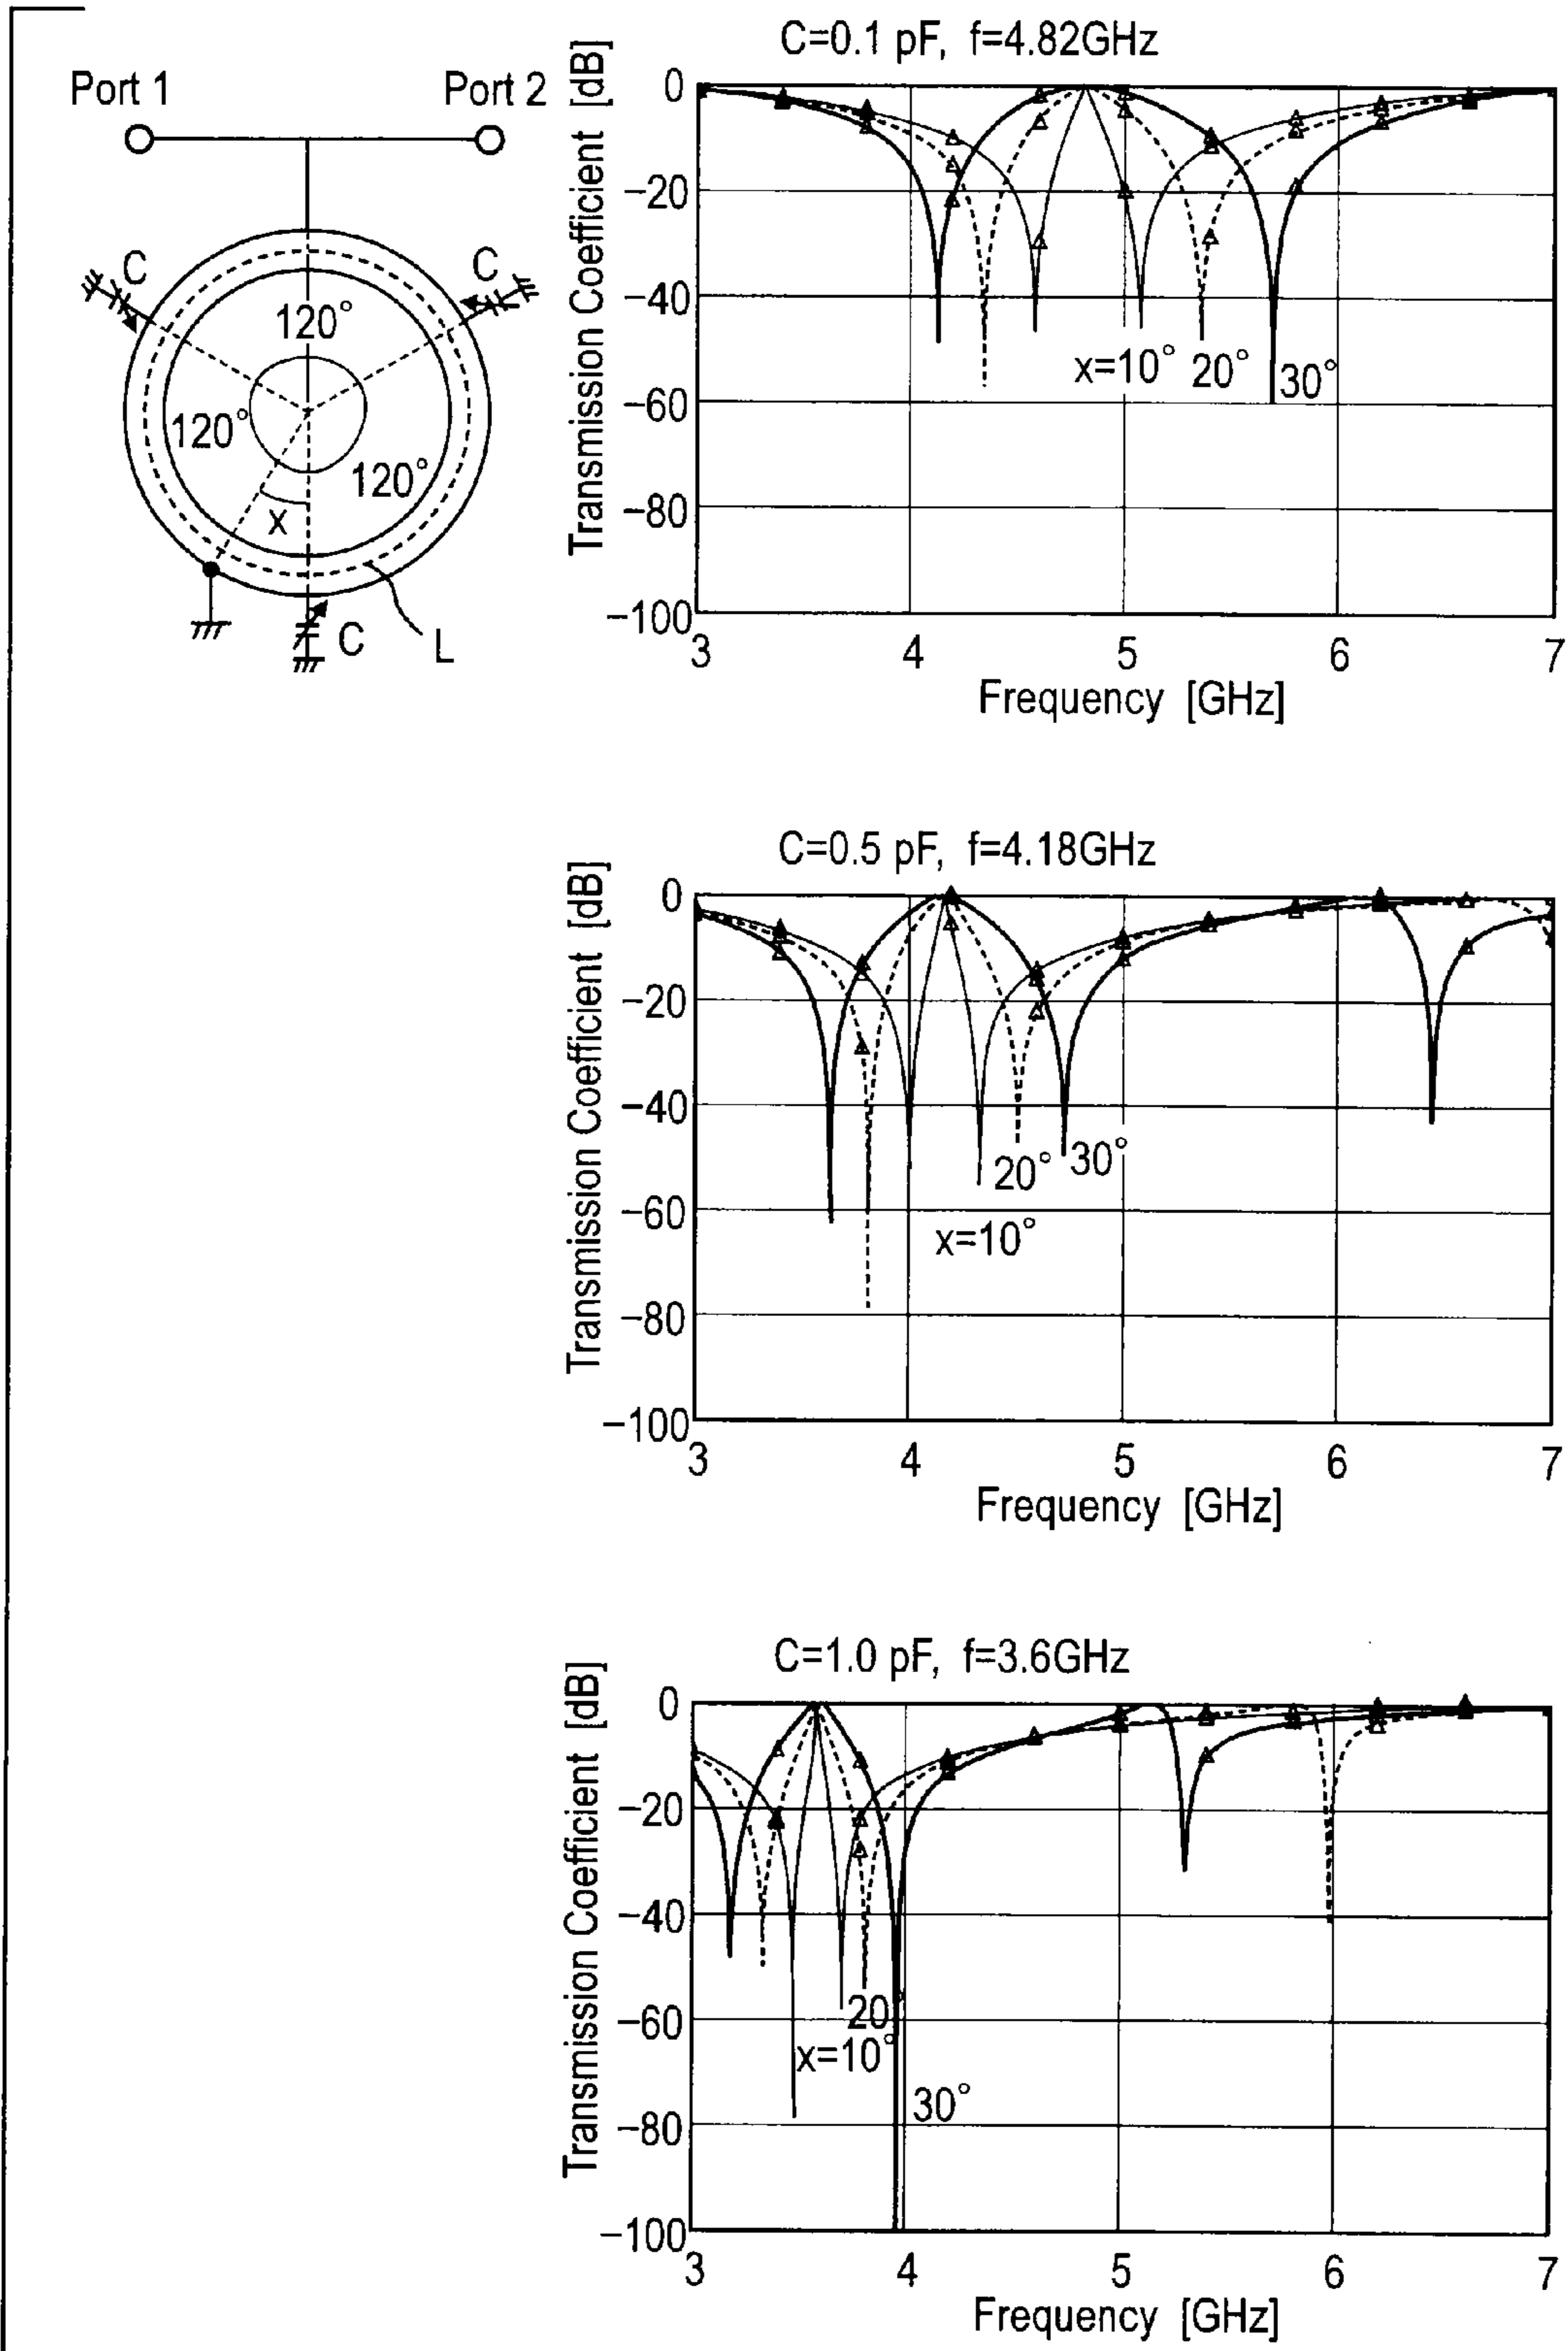 Port 1
Port 2
C
C
120°
120°
120°
x
C
L
C=0.1 pF, f=4.82GHz
Transmission Coefficient [dB]
0
−20
−40
−60
−80
−100
x=10°
20°
30°
3
4
5
6
7
Frequency [GHz]
C=0.5 pF, f=4.18GHz
Transmission Coefficient [dB]
0
−20
−40
−60
−80
−100
20°
30°
x=10°
3
4
5
6
7
Frequency [GHz]
C=1.0 pF, f=3.6GHz
Transmission Coefficient [dB]
0
−20
−40
−60
−80
−100
20°
x=10°
30°
3
4
5
6
7
Frequency [GHz]